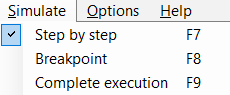 Simulate Options Help
Step by step F7
Breakpoint F8
Complete execution F9